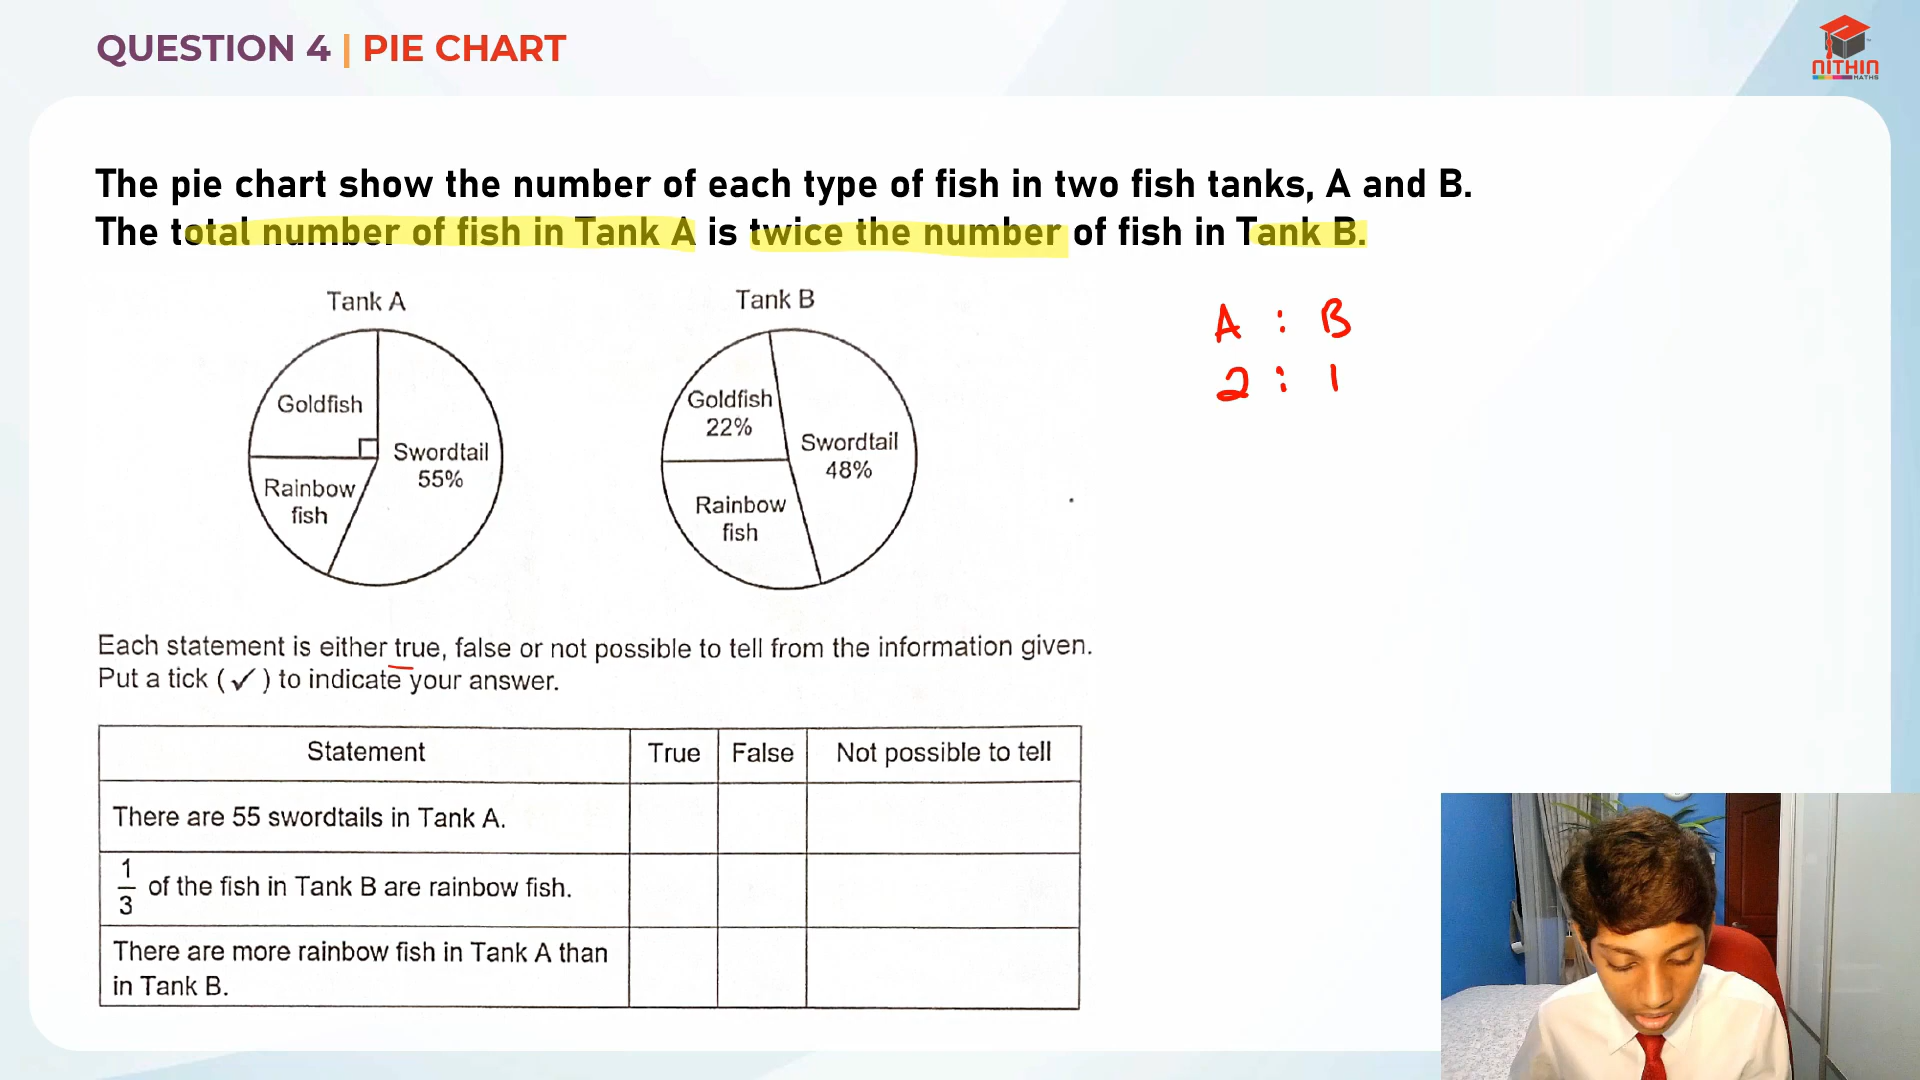 QUESTION 4 | PIE CHART
NITHIN
MATHS
The pie chart show the number of each type of fish in two fish tanks, A and B.
The total number of fish in Tank A is twice the number of fish in Tank B.
Tank A
Goldfish
Swordtail
55%
Rainbow
fish
Tank B
Goldfish
22%
Swordtail
48%
Rainbow
fish
A : B
2 : 1
Each statement is either true, false or not possible to tell from the information given.
Put a tick (✓) to indicate your answer.
Statement True False Not possible to tell
There are 55 swordtails in Tank A.
1/3 of the fish in Tank B are rainbow fish.
There are more rainbow fish in Tank A than
in Tank B.